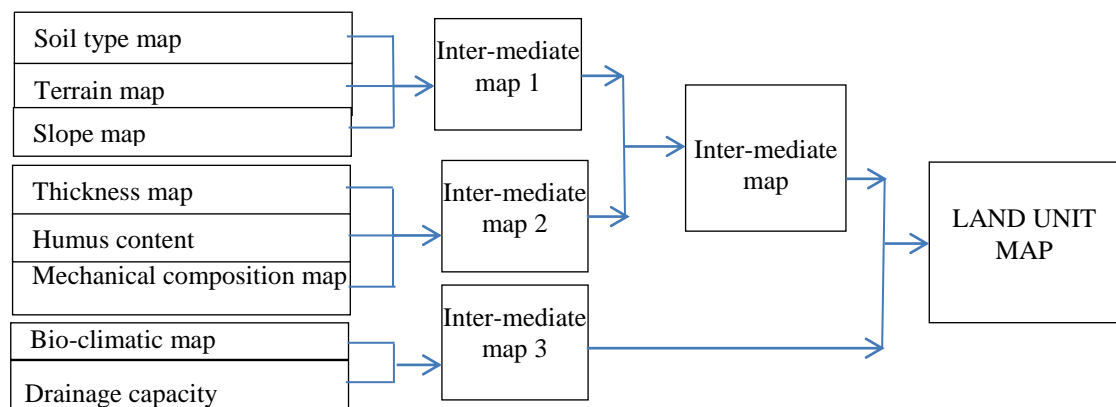 Soil type map
Terrain map
Slope map
Thickness map
Humus content
Mechanical composition map
Bio-climatic map
Drainage capacity
Inter-mediate
map 1
Inter-mediate
map 2
Inter-mediate
map 3
Inter-mediate
map
LAND UNIT
MAP